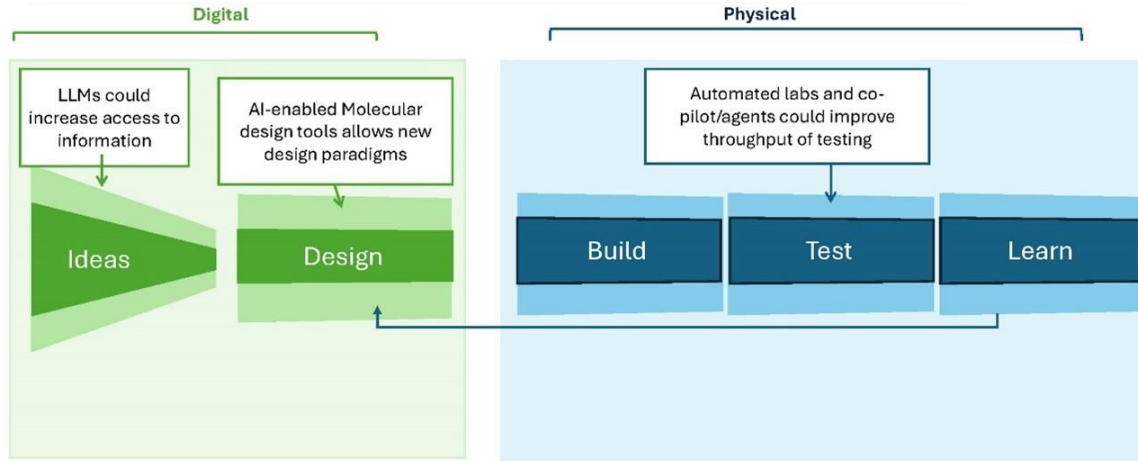 Digital
Physical
LLMs could
increase access to
information
AI-enabled Molecular
design tools allows new
design paradigms
Automated labs and co-
pilot/agents could improve
throughput of testing
Ideas
Design
Build
Test
Learn